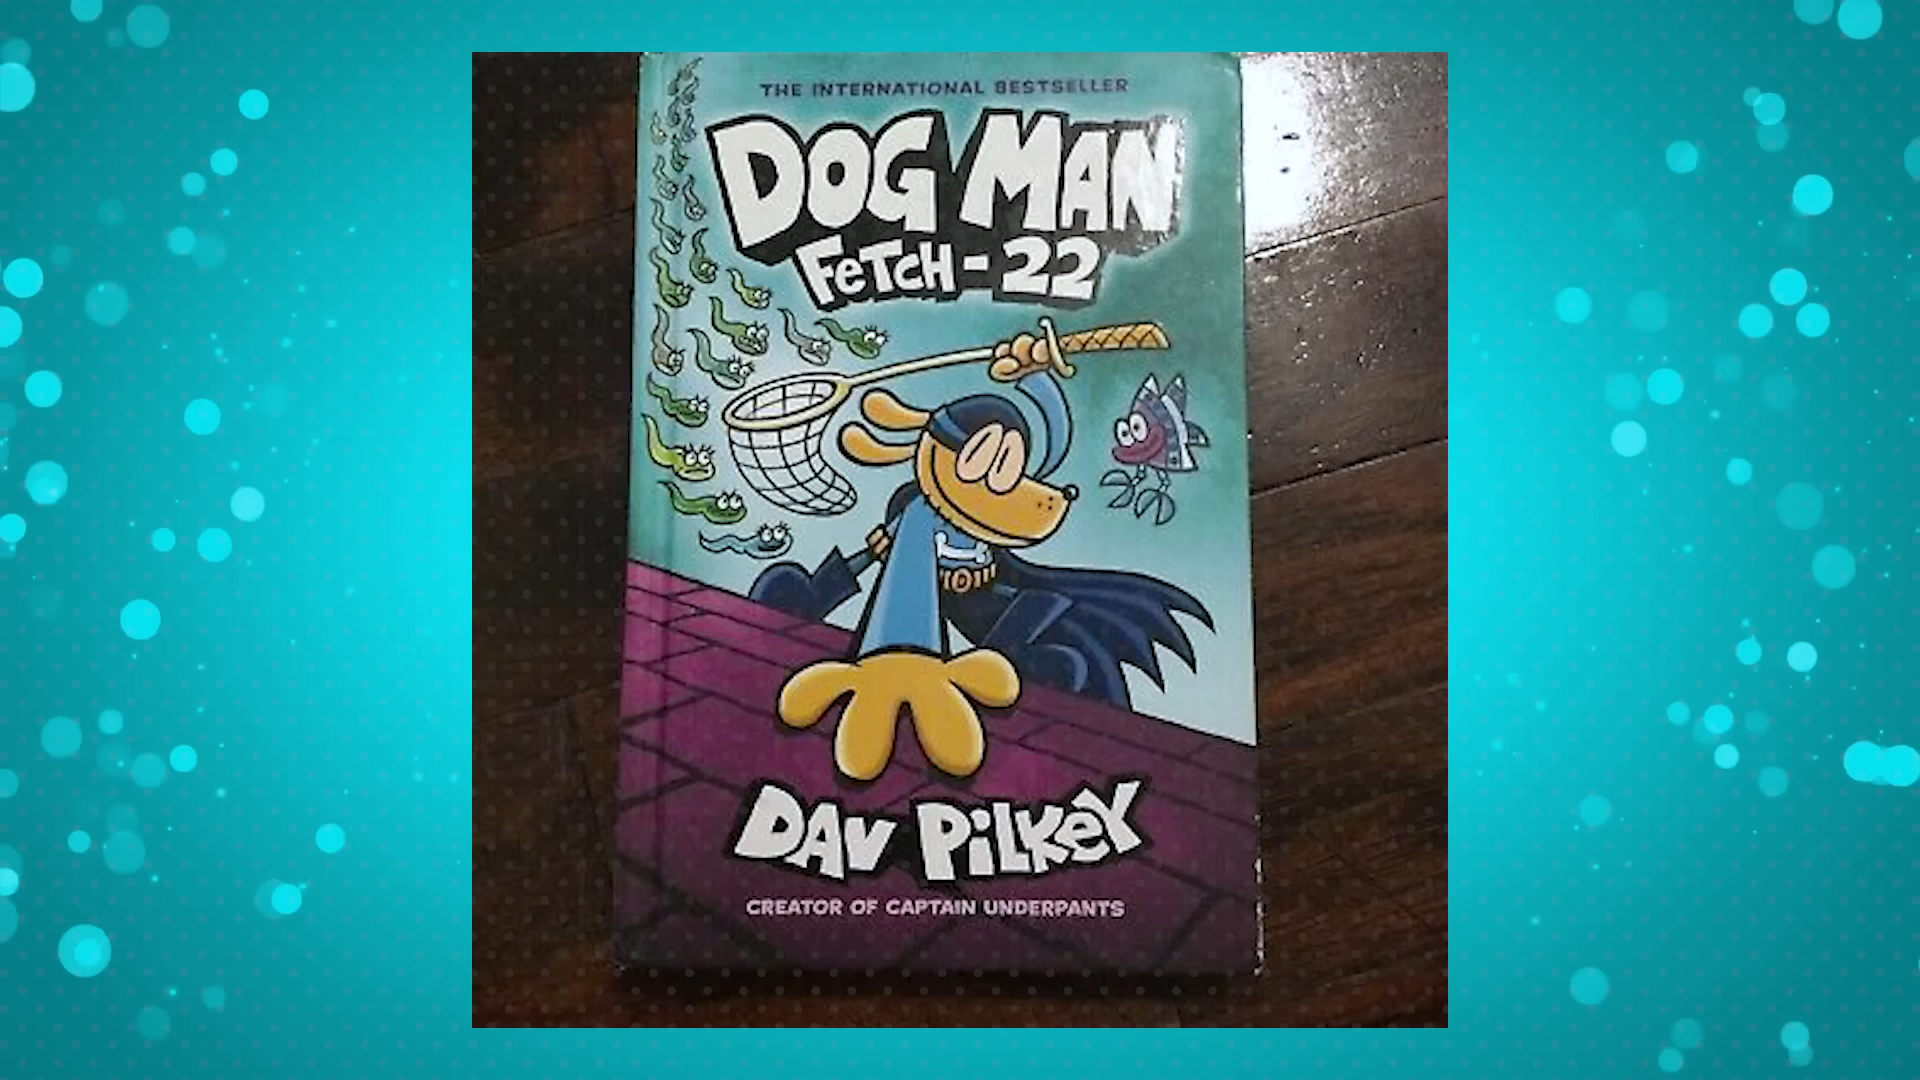 THE INTERNATIONAL BESTSELLER
DOG MAN
FeTCH-22
DAV PiLKeY
CREATOR OF CAPTAIN UNDERPANTS